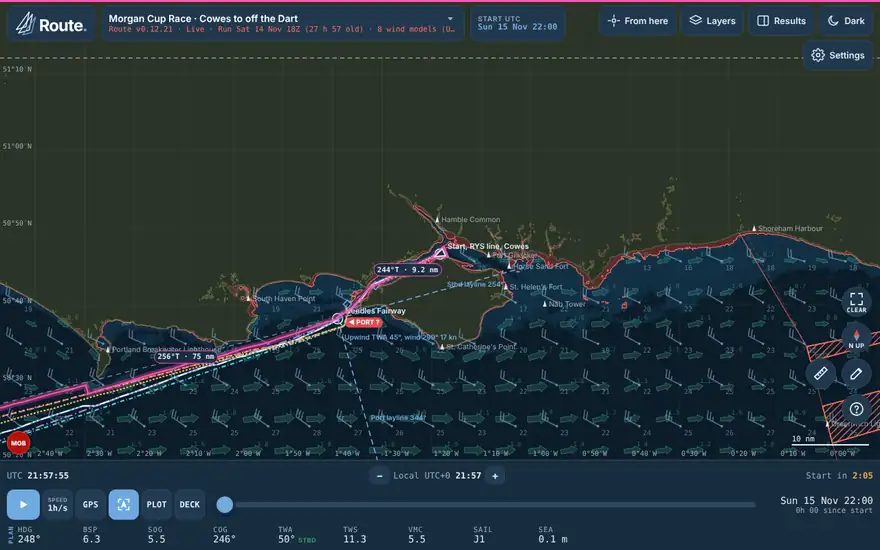 Route.
Morgan Cup Race · Cowes to off the Dart
Route v0.12.21 · Live · Run Sat 14 Nov 18Z (27 h 57 old) · 8 wind models (U…
START UTC
Sun 15 Nov 22:00
From here
Layers
Results
Dark
Settings
51°10'N
51°00'N
50°50'N
Hamble Common
Shoreham Harbour
Start, RYS line, Cowes
244°T · 9.2 nm
Horse Sand Fort
Sthd layline 254°
St. Helen's Fort
50°40'N
South Haven Point
Nab Tower
CLEAR
Needles Fairway
◀ PORT ?
Upwind TWA 45°, wind 299° 17 kn
N UP
Portland Breakwater Lighthouse
St. Catherine's Point
256°T · 75 nm
50°30'N
Port layline 344°
MOB
10 nm
50°20'N
2°40'W
2°30'W
2°20'W
2°10'W
2°00'W
1°50'W
1°40'W
1°30'W
1°20'W
1°10'W
1°00'W
0°50'W
0°40'W
0°30'W
0°20'W
0°10'W
0°00'W
UTC 21:57:55
− Local UTC+0 21:57 +
Start in 2:05
SPEED
1h/s
GPS
A
PLOT
DECK
Sun 15 Nov 22:00
0h 00 since start
PLAN
HDG
248°
BSP
6.3
SOG
5.5
COG
246°
TWA
50° STBD
TWS
11.3
VMC
5.5
SAIL
J1
SEA
0.1 m